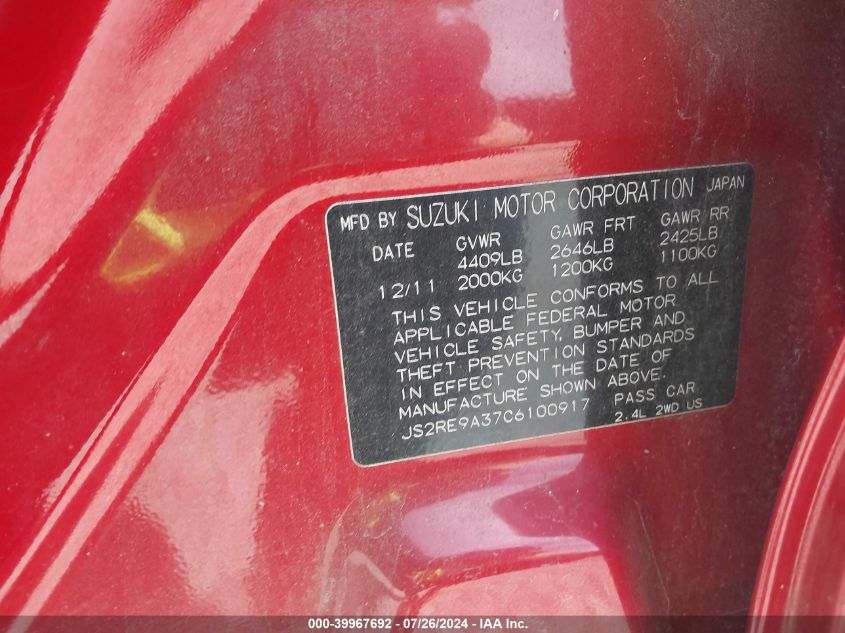 MFD BY SUZUKI MOTOR CORPORATION JAPAN
DATE GVWR GAWR FRT GAWR RR
4409LB 2646LB 2425LB
12/11 2000KG 1200KG 1100KG
THIS VEHICLE CONFORMS TO ALL
APPLICABLE FEDERAL MOTOR
VEHICLE SAFETY, BUMPER AND
THEFT PREVENTION STANDARDS
IN EFFECT ON THE DATE OF
MANUFACTURE SHOWN ABOVE.
JS2RE9A37C6100917 PASS CAR
2.4L 2WD US
000-39967692 - 07/26/2024 - IAA Inc.